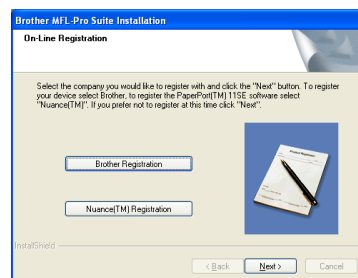 Brother MFL-Pro Suite Installation
On-Line Registration
Select the company you would like to register with and click the "Next" button. To register
your device select Brother, to register the PaperPort(TM) 11SE software select
"Nuance(TM)". If you prefer not to register at this time click "Next".
Brother Registration
Nuance(TM) Registration
InstallShield
< Back Next > Cancel